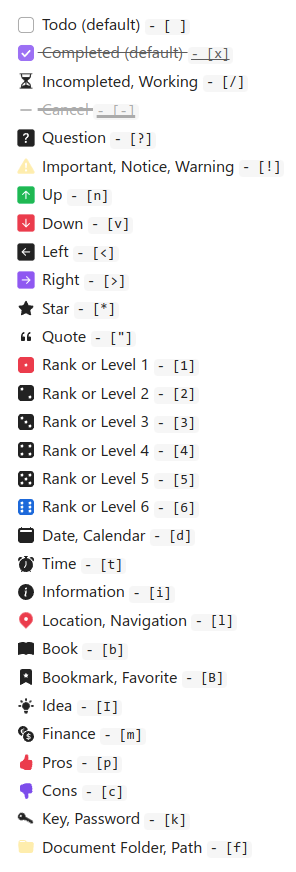 Todo (default) - [ ]
Completed (default) - [x]
Incompleted, Working - [/]
Cancel - [-]
Question - [?]
Important, Notice, Warning - [!]
Up - [n]
Down - [v]
Left - [<]
Right - [>]
Star - [*]
Quote - ["]
Rank or Level 1 - [1]
Rank or Level 2 - [2]
Rank or Level 3 - [3]
Rank or Level 4 - [4]
Rank or Level 5 - [5]
Rank or Level 6 - [6]
Date, Calendar - [d]
Time - [t]
Information - [i]
Location, Navigation - [l]
Book - [b]
Bookmark, Favorite - [B]
Idea - [I]
Finance - [m]
Pros - [p]
Cons - [c]
Key, Password - [k]
Document Folder, Path - [f]